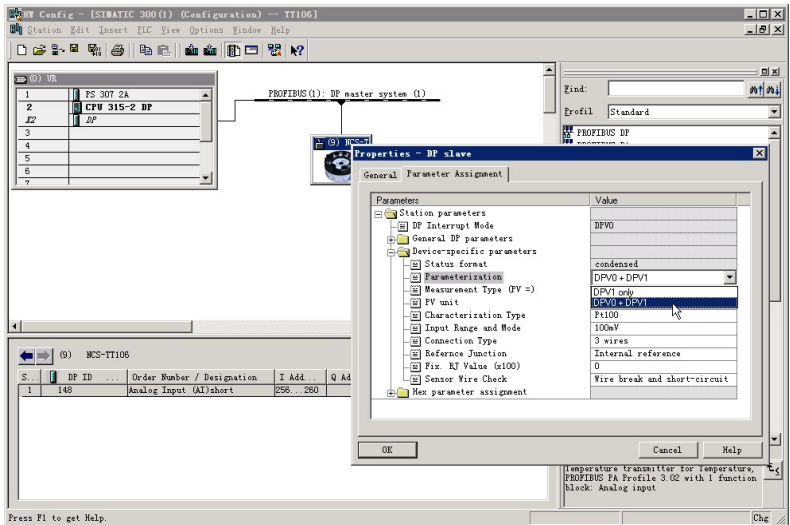 HW Config - [SIMATIC 300(1) (Configuration) -- TT106]
Station Edit Insert PLC View Options Window Help
(0) UR
1 PS 307 2A
2 CPU 315-2 DP
X2 DP
3
4
5
6
7
PROFIBUS(1): DP master system (1)
(9) NCS-T
Find:
Profil Standard
PROFIBUS DP
PROFIBUS-PA
Properties - DP slave
General Parameter Assignment
Parameters Value
Station parameters
DP Interrupt Mode DPV0
General DP parameters
Device-specific parameters
Status format condensed
Parameterization DPV0 + DPV1
DPV1 only
DPV0 + DPV1
Measurement Type (PV =)
PV unit
Characterization Type Pt100
Input Range and Mode 100mV
Connection Type 3 wires
Refernce Junction Internal reference
Fix. RJ Value (x100) 0
Sensor Wire Check Wire break and short-circuit
Hex parameter assignment
OK Cancel Help
(9) NCS-TT106
S... DP ID ... Order Number / Designation I Add... Q Ad
1 148 Analog Input (AI)short 256...260
Temperature transmitter for Temperature,
PROFIBUS PA Profile 3.02 with 1 function
block: Analog input
Press F1 to get Help.
Chg